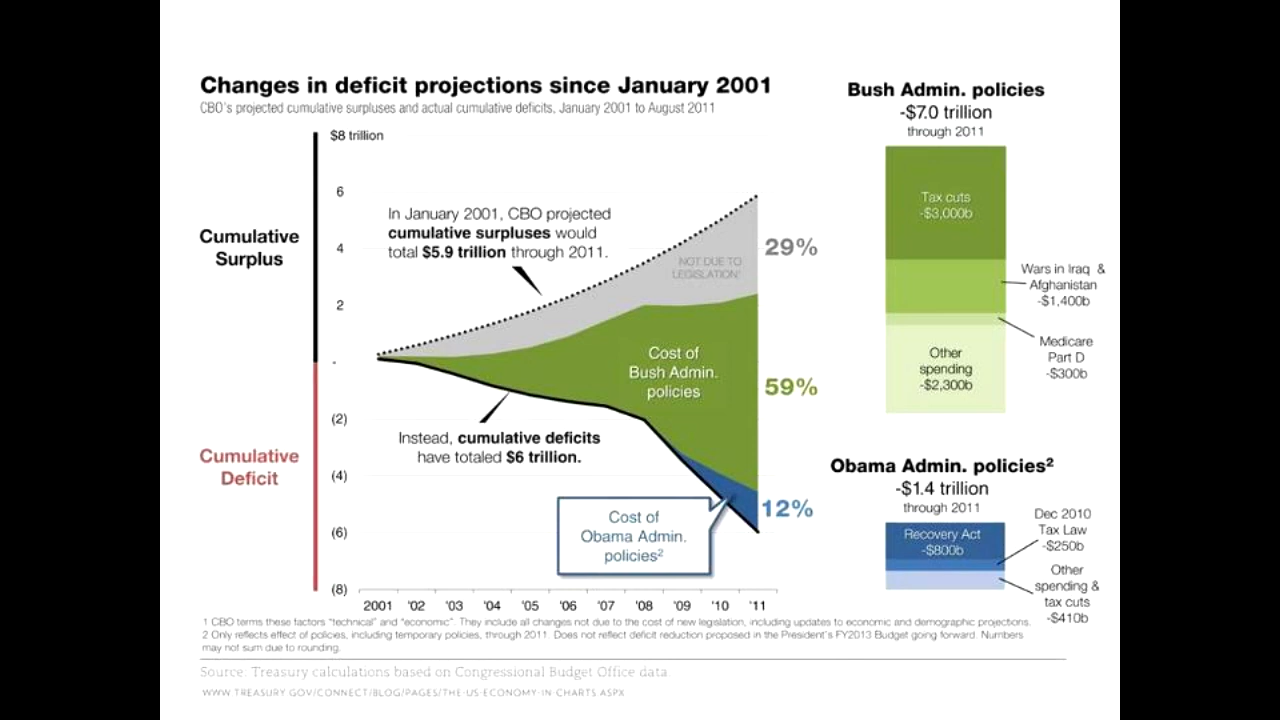 Changes in deficit projections since January 2001
CBO's projected cumulative surpluses and actual cumulative deficits, January 2001 to August 2011
$8 trillion
6
4
2
-
(2)
(4)
(6)
(8)
Cumulative
Surplus
Cumulative
Deficit
In January 2001, CBO projected
cumulative surpluses would
total $5.9 trillion through 2011.
NOT DUE TO
LEGISLATION¹
29%
Cost of
Bush Admin.
policies
59%
Instead, cumulative deficits
have totaled $6 trillion.
Cost of
Obama Admin.
policies²
12%
2001 '02 '03 '04 '05 '06 '07 '08 '09 '10 '11
Bush Admin. policies
-$7.0 trillion
through 2011
Tax cuts
-$3,000b
Wars in Iraq &
Afghanistan
-$1,400b
Medicare
Part D
-$300b
Other
spending
-$2,300b
Obama Admin. policies²
-$1.4 trillion
through 2011
Recovery Act
-$800b
Dec 2010
Tax Law
-$250b
Other
spending &
tax cuts
-$410b
1 CBO terms these factors "technical" and "economic". They include all changes not due to the cost of new legislation, including updates to economic and demographic projections.
2 Only reflects effect of policies, including temporary policies, through 2011. Does not reflect deficit reduction proposed in the President's FY2013 Budget going forward. Numbers
may not sum due to rounding.
Source: Treasury calculations based on Congressional Budget Office data.
WWW.TREASURY.GOV/CONNECT/BLOG/PAGES/THE-US-ECONOMY-IN-CHARTS.ASPX